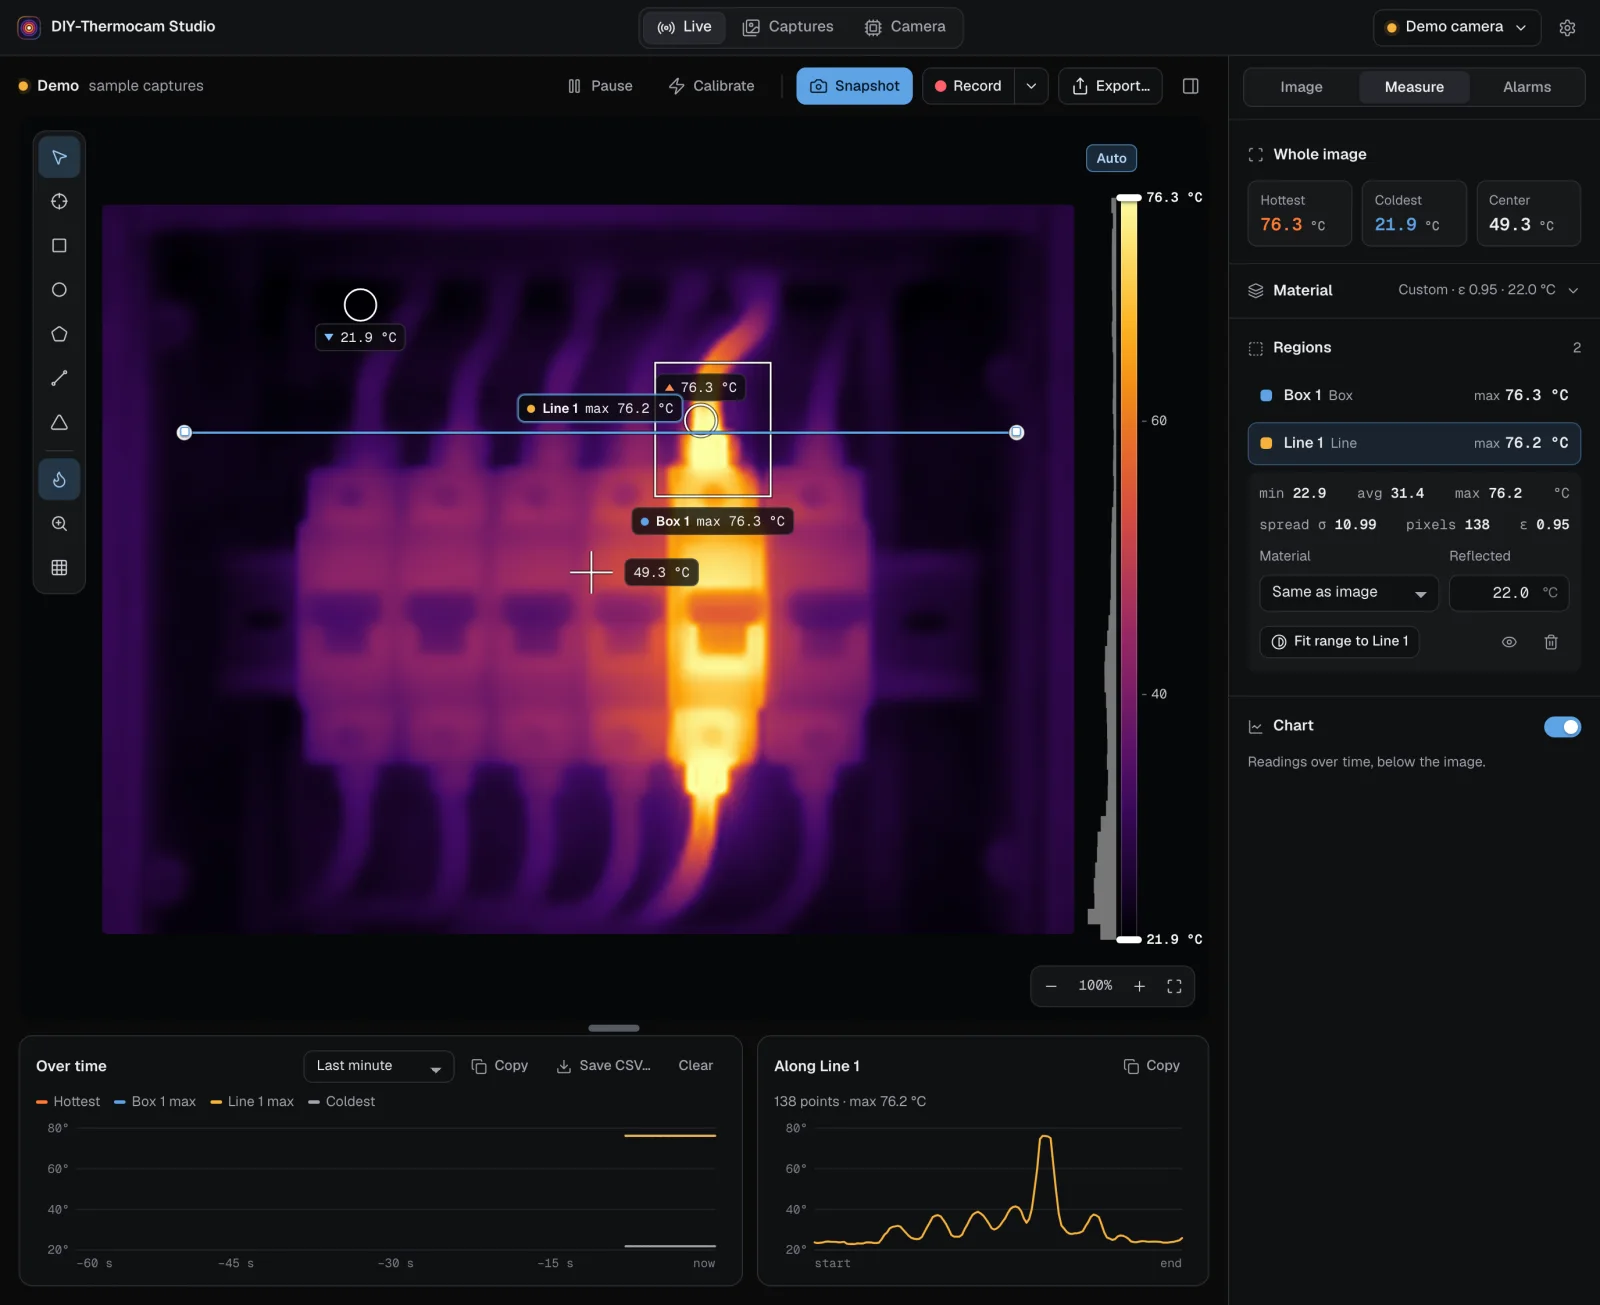 DIY-Thermocam Studio
Live
Captures
Camera
Demo camera
Demo sample captures
Pause
Calibrate
Snapshot
Record
Export...
Image
Measure
Alarms
Auto
76.3 °C
60
40
21.9 °C
21.9 °C
76.3 °C
Line 1 max 76.2 °C
Box 1 max 76.3 °C
49.3 °C
100%
Whole image
Hottest
76.3 °C
Coldest
21.9 °C
Center
49.3 °C
Material
Custom · ε 0.95 · 22.0 °C
Regions
2
Box 1 Box
max 76.3 °C
Line 1 Line
max 76.2 °C
min 22.9 avg 31.4 max 76.2 °C
spread σ 10.99 pixels 138 ε 0.95
Material
Reflected
Same as image
22.0 °C
Fit range to Line 1
Chart
Readings over time, below the image.
Over time
Last minute
Copy
Save CSV...
Clear
Hottest
Box 1 max
Line 1 max
Coldest
80°
60°
40°
20°
-60 s
-45 s
-30 s
-15 s
now
Along Line 1
Copy
138 points · max 76.2 °C
80°
60°
40°
20°
start
end